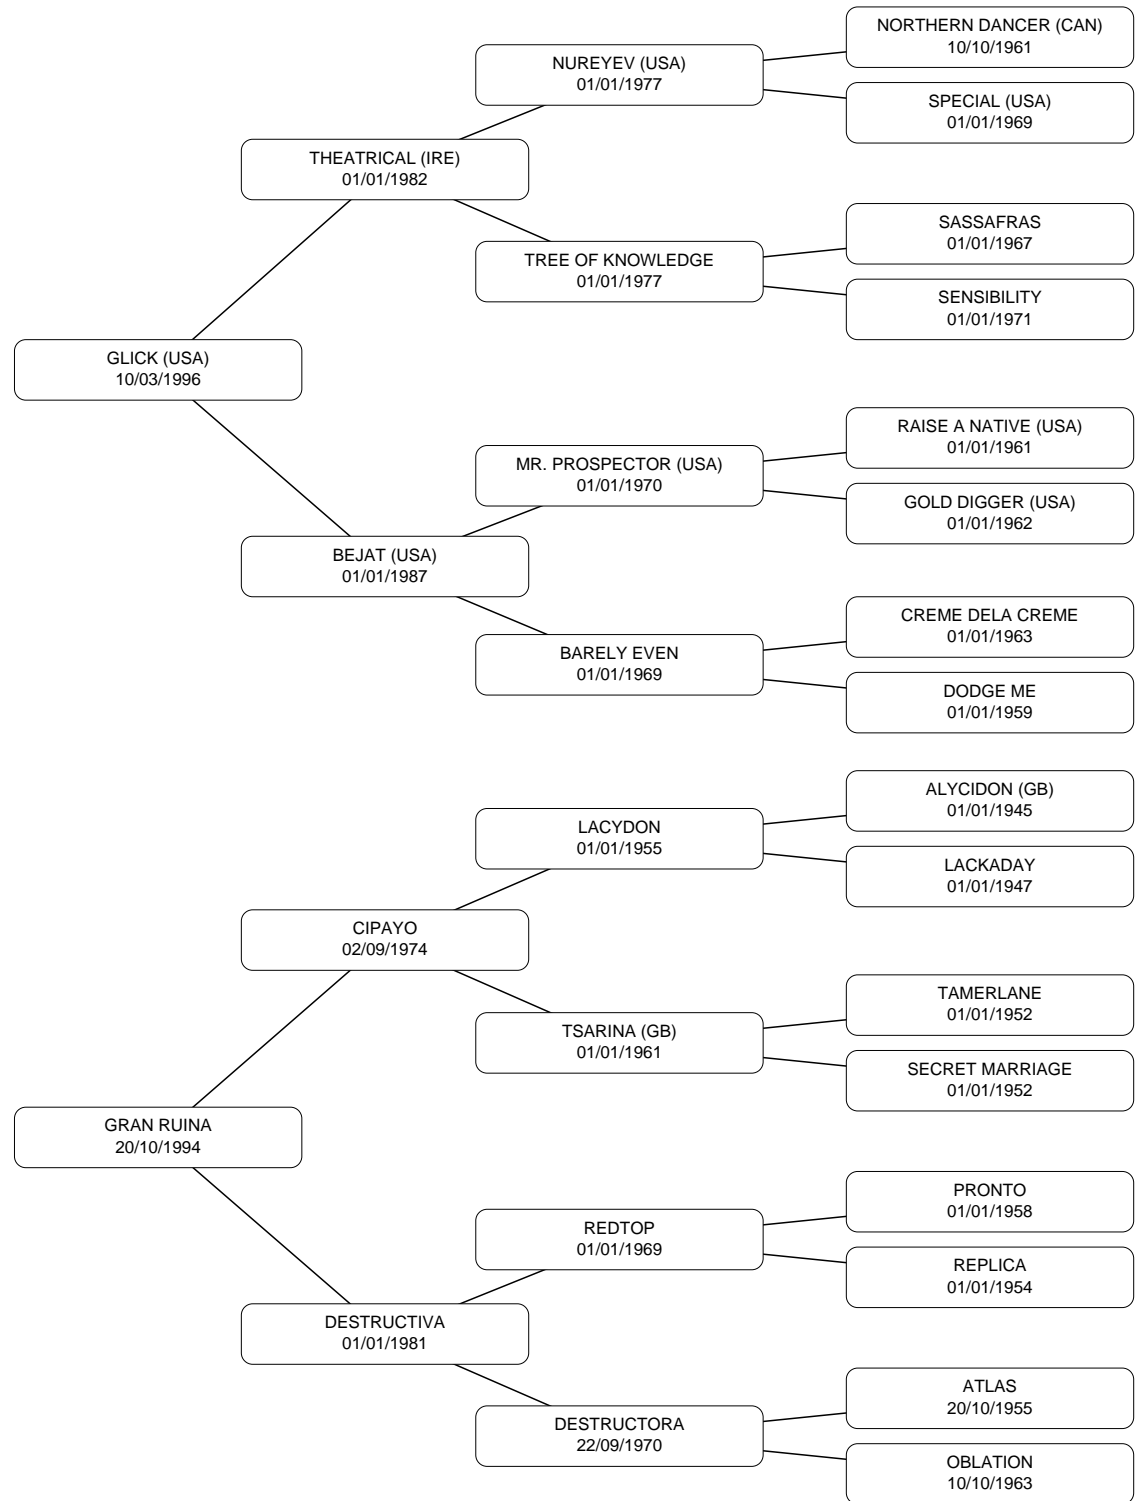 NORTHERN DANCER (CAN)
10/10/1961
NUREYEV (USA)
01/01/1977
SPECIAL (USA)
01/01/1969
THEATRICAL (IRE)
01/01/1982
SASSAFRAS
01/01/1967
TREE OF KNOWLEDGE
01/01/1977
SENSIBILITY
01/01/1971
GLICK (USA)
10/03/1996
RAISE A NATIVE (USA)
01/01/1961
MR. PROSPECTOR (USA)
01/01/1970
GOLD DIGGER (USA)
01/01/1962
BEJAT (USA)
01/01/1987
CREME DELA CREME
01/01/1963
BARELY EVEN
01/01/1969
DODGE ME
01/01/1959
ALYCIDON (GB)
01/01/1945
LACYDON
01/01/1955
LACKADAY
01/01/1947
CIPAYO
02/09/1974
TAMERLANE
01/01/1952
TSARINA (GB)
01/01/1961
SECRET MARRIAGE
01/01/1952
GRAN RUINA
20/10/1994
PRONTO
01/01/1958
REDTOP
01/01/1969
REPLICA
01/01/1954
DESTRUCTIVA
01/01/1981
ATLAS
20/10/1955
DESTRUCTORA
22/09/1970
OBLATION
10/10/1963